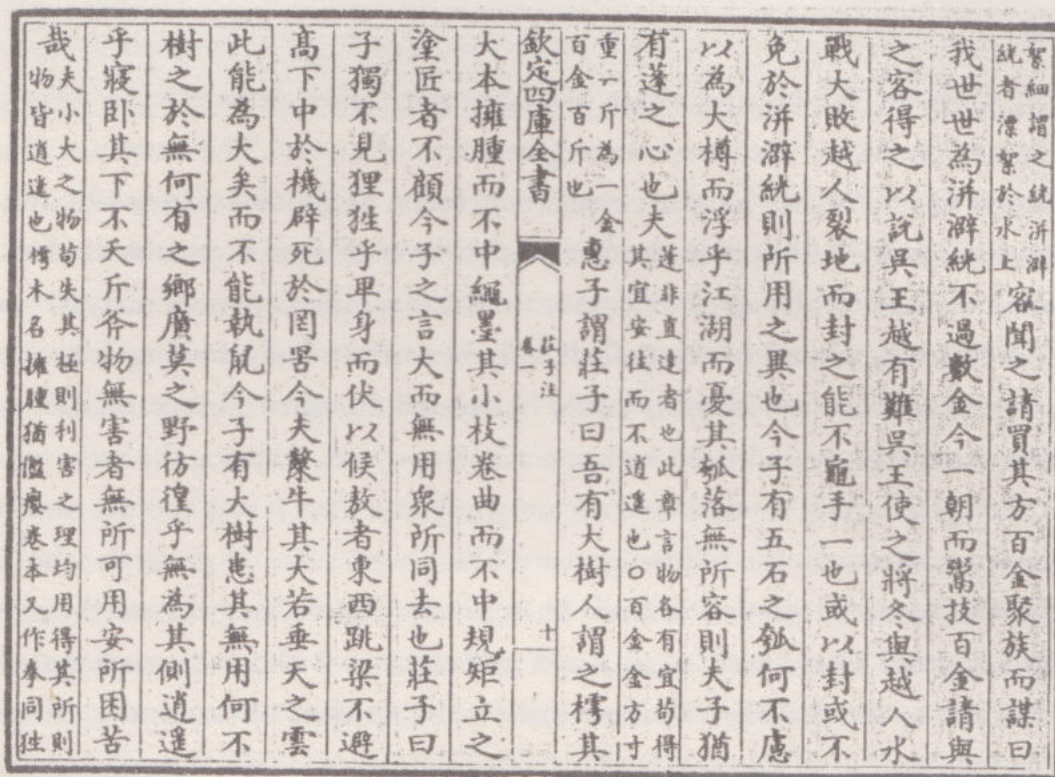 絮細謂之絖洴澼
絖者漂絮於水上
客聞之請買其方百金聚族而謀曰
我世世為洴澼絖不過數金今一朝而鬻技百金請與
之客得之以說吳王越有難吳王使之將冬與越人水
戰大敗越人裂地而封之能不龜手一也或以封或不
免於洴澼絖則所用之異也今子有五石之瓠何不慮
以為大樽而浮乎江湖而憂其瓠落無所容則夫子猶
有蓬之心也夫
蓬非直達者也此章言物各有宜苟得
其宜安往而不逍遙也○百金金方寸
重一斤為一金
百金百斤也
惠子謂莊子曰吾有大樹人謂之樗其
欽定四庫全書
莊子注
卷一
十一
大本擁腫而不中繩墨其小枝卷曲而不中規矩立之
塗匠者不顧今子之言大而無用衆所同去也莊子曰
子獨不見狸狌乎卑身而伏以候敖者東西跳梁不避
髙下中於機辟死於罔罟今夫斄牛其大若垂天之雲
此能為大矣而不能執鼠今子有大樹患其無用何不
樹之於無何有之鄉廣莫之野彷徨乎無為其側逍遥
乎寢卧其下不夭斤斧物無害者無所可用安所困苦
哉
夫小大之物苟失其極則利害之理均用得其所則
物皆逍遥也樗木名擁腫猶盤癭卷本又作拳同狌